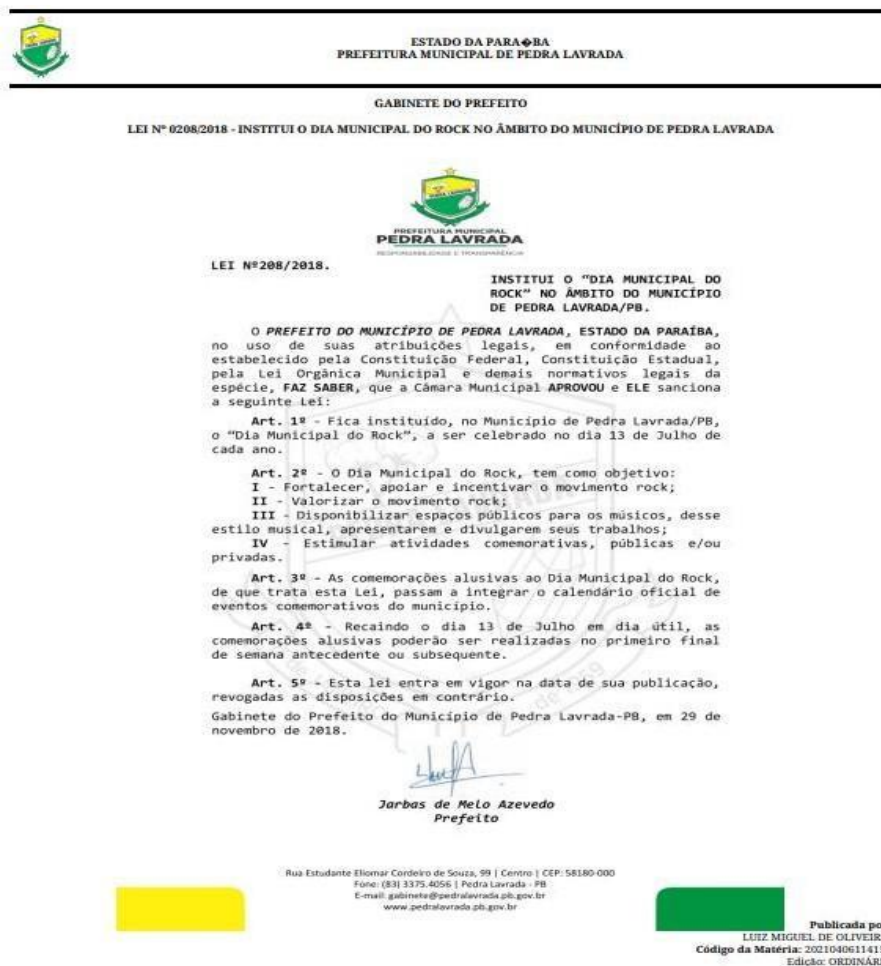 ESTADO DA PARA�BA
PREFEITURA MUNICIPAL DE PEDRA LAVRADA
GABINETE DO PREFEITO
LEI Nº 0208/2018 - INSTITUI O DIA MUNICIPAL DO ROCK NO ÂMBITO DO MUNICÍPIO DE PEDRA LAVRADA
PREFEITURA MUNICIPAL
PEDRA LAVRADA
RESPONSABILIDADE E TRANSPARÊNCIA
LEI Nº208/2018.
INSTITUI O “DIA MUNICIPAL DO
ROCK” NO ÂMBITO DO MUNICÍPIO
DE PEDRA LAVRADA/PB.
O PREFEITO DO MUNICÍPIO DE PEDRA LAVRADA, ESTADO DA PARAÍBA,
no uso de suas atribuições legais, em conformidade ao
estabelecido pela Constituição Federal, Constituição Estadual,
pela Lei Orgânica Municipal e demais normativos legais da
espécie, FAZ SABER, que a Câmara Municipal APROVOU e ELE sanciona
a seguinte Lei:
Art. 1º - Fica instituído, no Município de Pedra Lavrada/PB,
o “Dia Municipal do Rock”, a ser celebrado no dia 13 de Julho de
cada ano.
Art. 2º - O Dia Municipal do Rock, tem como objetivo:
I - Fortalecer, apoiar e incentivar o movimento rock;
II - Valorizar o movimento rock;
III - Disponibilizar espaços públicos para os músicos, desse
estilo musical, apresentarem e divulgarem seus trabalhos;
IV - Estimular atividades comemorativas, públicas e/ou
privadas.
Art. 3º - As comemorações alusivas ao Dia Municipal do Rock,
de que trata esta Lei, passam a integrar o calendário oficial de
eventos comemorativos do município.
Art. 4º - Recaindo o dia 13 de Julho em dia útil, as
comemorações alusivas poderão ser realizadas no primeiro final
de semana antecedente ou subsequente.
Art. 5º - Esta lei entra em vigor na data de sua publicação,
revogadas as disposições em contrário.
Gabinete do Prefeito do Município de Pedra Lavrada-PB, em 29 de
novembro de 2018.
Jarbas de Melo Azevedo
Prefeito
Rua Estudante Eliomar Cordeiro de Souza, 99 | Centro | CEP: 58180-000
Fone: (83) 3375.4056 | Pedra Lavrada - PB
E-mail: gabinete@pedralavrada.pb.gov.br
www.pedralavrada.pb.gov.br
Publicada po
LUIZ MIGUEL DE OLIVEIR
Código da Matéria: 2021040611415
Edição: ORDINÁR